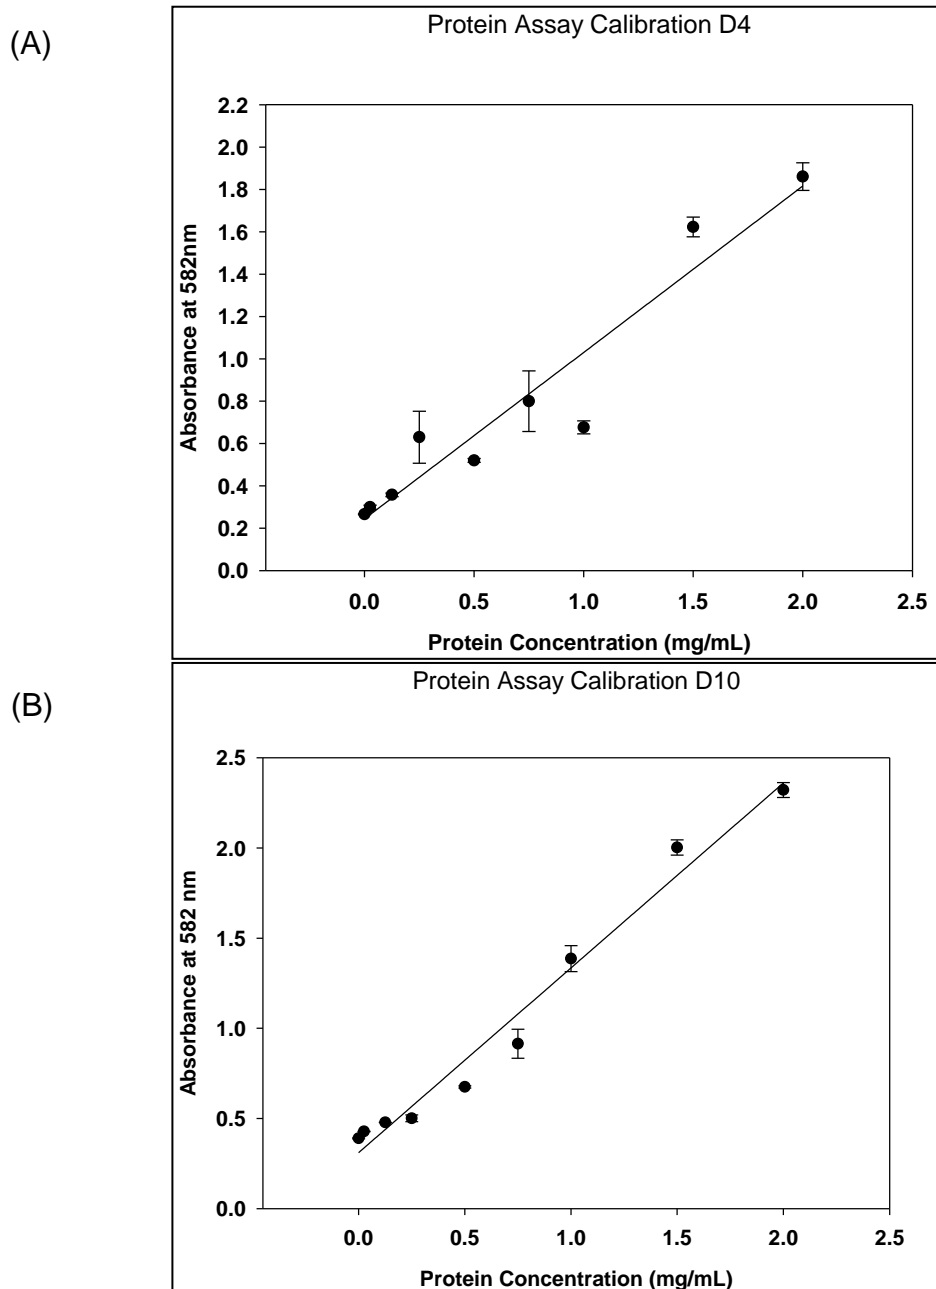 (A)
Protein Assay Calibration D4
Absorbance at 582nm
2.2
2.0
1.8
1.6
1.4
1.2
1.0
0.8
0.6
0.4
0.2
0.0
0.0 0.5 1.0 1.5 2.0 2.5
Protein Concentration (mg/mL)
(B)
Protein Assay Calibration D10
Absorbance at 582 nm
2.5
2.0
1.5
1.0
0.5
0.0
0.0 0.5 1.0 1.5 2.0 2.5
Protein Concentration (mg/mL)